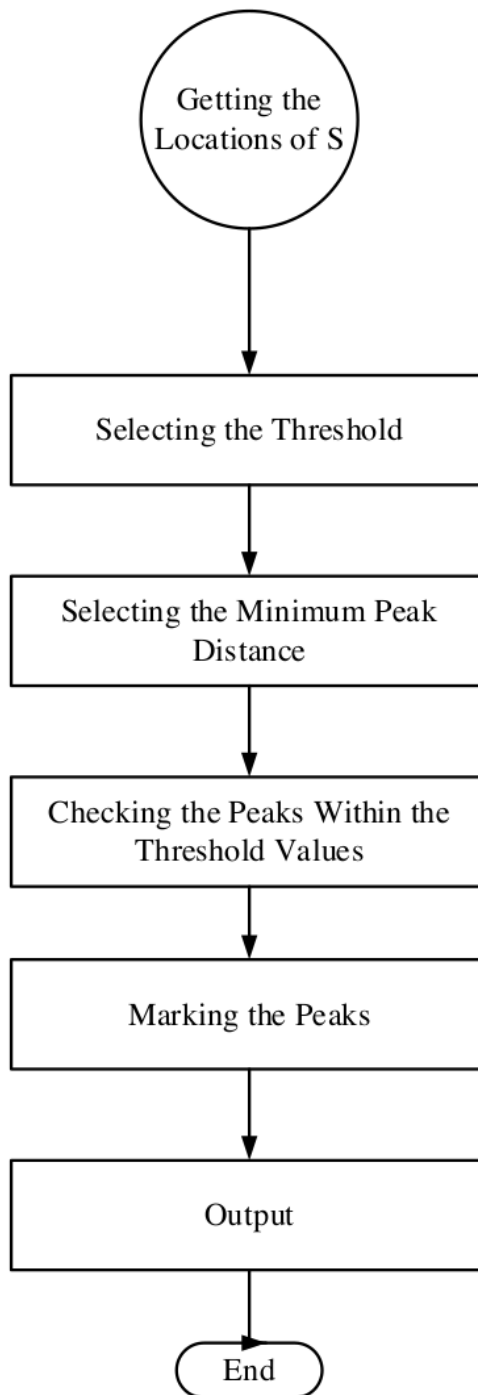 Getting the
Locations of S
Selecting the Threshold
Selecting the Minimum Peak
Distance
Checking the Peaks Within the
Threshold Values
Marking the Peaks
Output
End